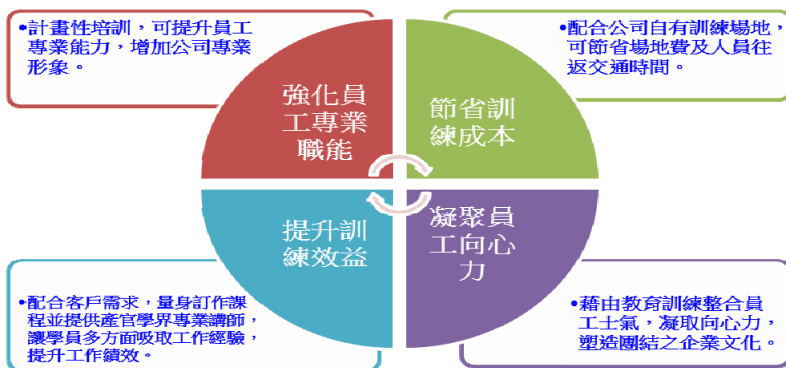 •計畫性培訓，可提升員工
專業能力，增加公司專業
形象。
強化員
工專業
職能
•配合公司自有訓練場地，
可節省場地費及人員往
返交通時間。
節省訓
練成本
提升訓
練效益
•配合客戶需求，量身訂作課
程並提供產官學界專業講師，
讓學員多方面吸取工作經驗，
提升工作績效。
凝聚員
工向心
力
•藉由教育訓練整合員
工士氣，凝取向心力，
塑造團結之企業文化。